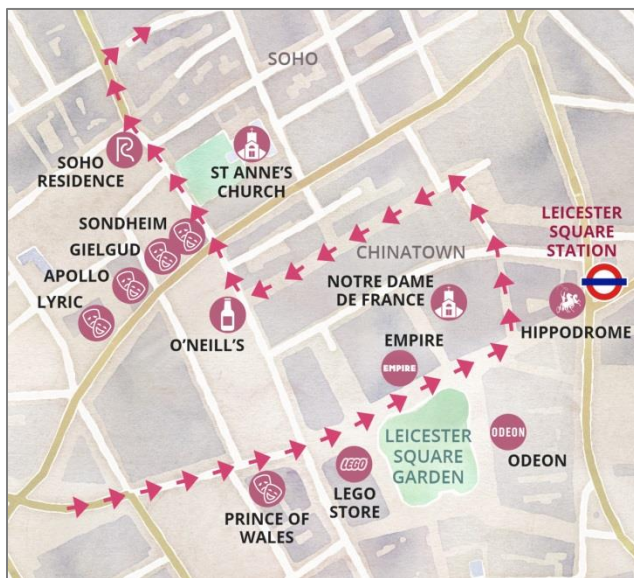 SOHO
SOHO
RESIDENCE
ST ANNE'S
CHURCH
SONDHEIM
GIELGUD
APOLLO
LYRIC
CHINATOWN
LEICESTER
SQUARE
STATION
NOTRE DAME
DE FRANCE
O'NEILL'S
EMPIRE
EMPIRE
HIPPODROME
LEICESTER
SQUARE
GARDEN
ODEON
ODEON
LEGO
LEGO
STORE
PRINCE OF
WALES